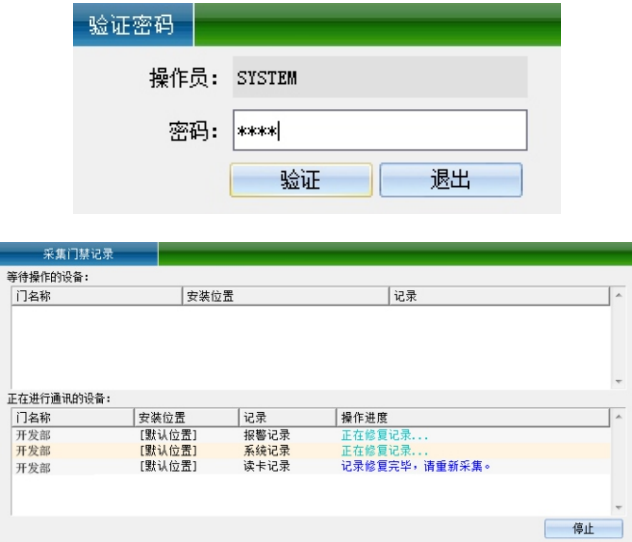 验证密码
操作员： SYSTEM
密码： ****
验证 退出
采集门禁记录
等待操作的设备：
门名称 安装位置 记录
正在进行通讯的设备：
门名称 安装位置 记录 操作进度
开发部 [默认位置] 报警记录 正在修复记录...
开发部 [默认位置] 系统记录 正在修复记录...
开发部 [默认位置] 读卡记录 记录修复完毕，请重新采集。
停止